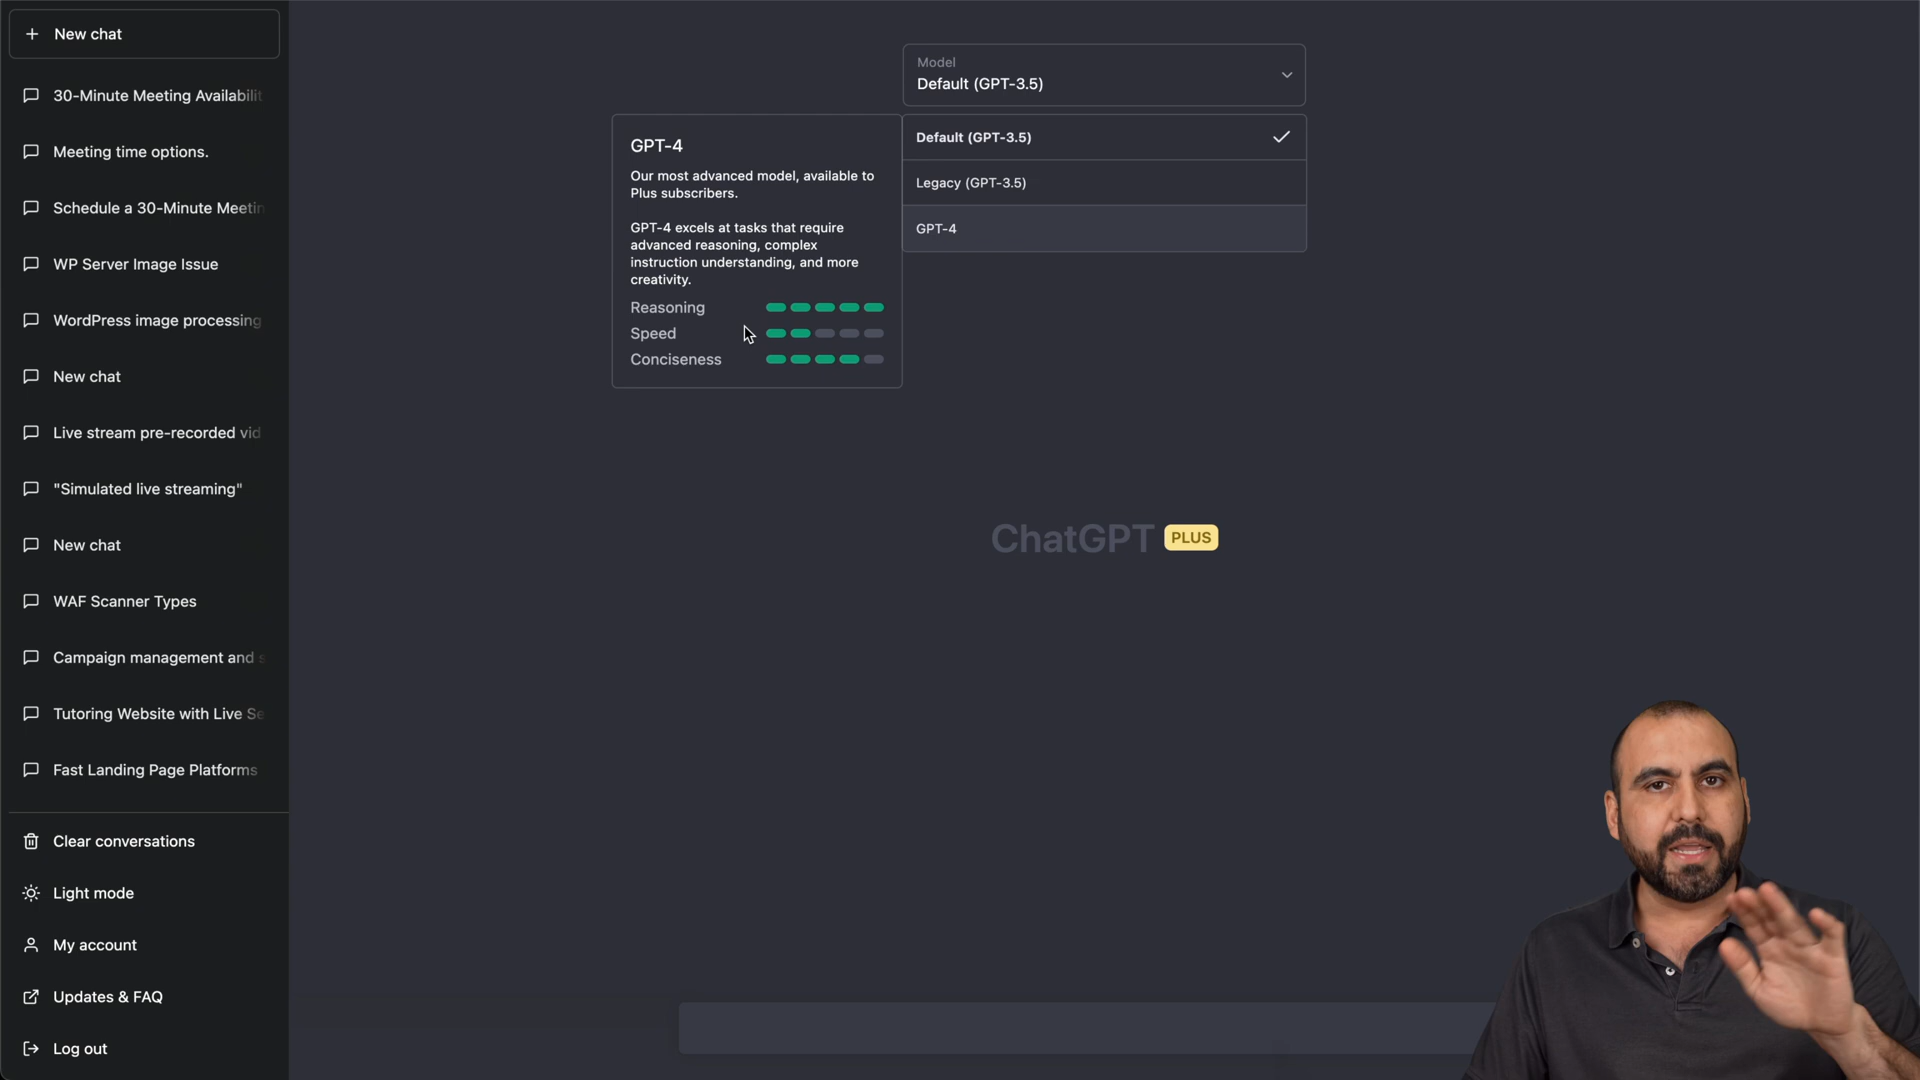 New chat
30-Minute Meeting Availabilit
Meeting time options.
Schedule a 30-Minute Meetin
WP Server Image Issue
WordPress image processing
New chat
Live stream pre-recorded vid
"Simulated live streaming"
New chat
WAF Scanner Types
Campaign management and s
Tutoring Website with Live Se
Fast Landing Page Platforms
Clear conversations
Light mode
My account
Updates & FAQ
Log out
Model
Default (GPT-3.5)
Default (GPT-3.5)
Legacy (GPT-3.5)
GPT-4
GPT-4
Our most advanced model, available to
Plus subscribers.
GPT-4 excels at tasks that require
advanced reasoning, complex
instruction understanding, and more
creativity.
Reasoning
Speed
Conciseness
ChatGPT PLUS